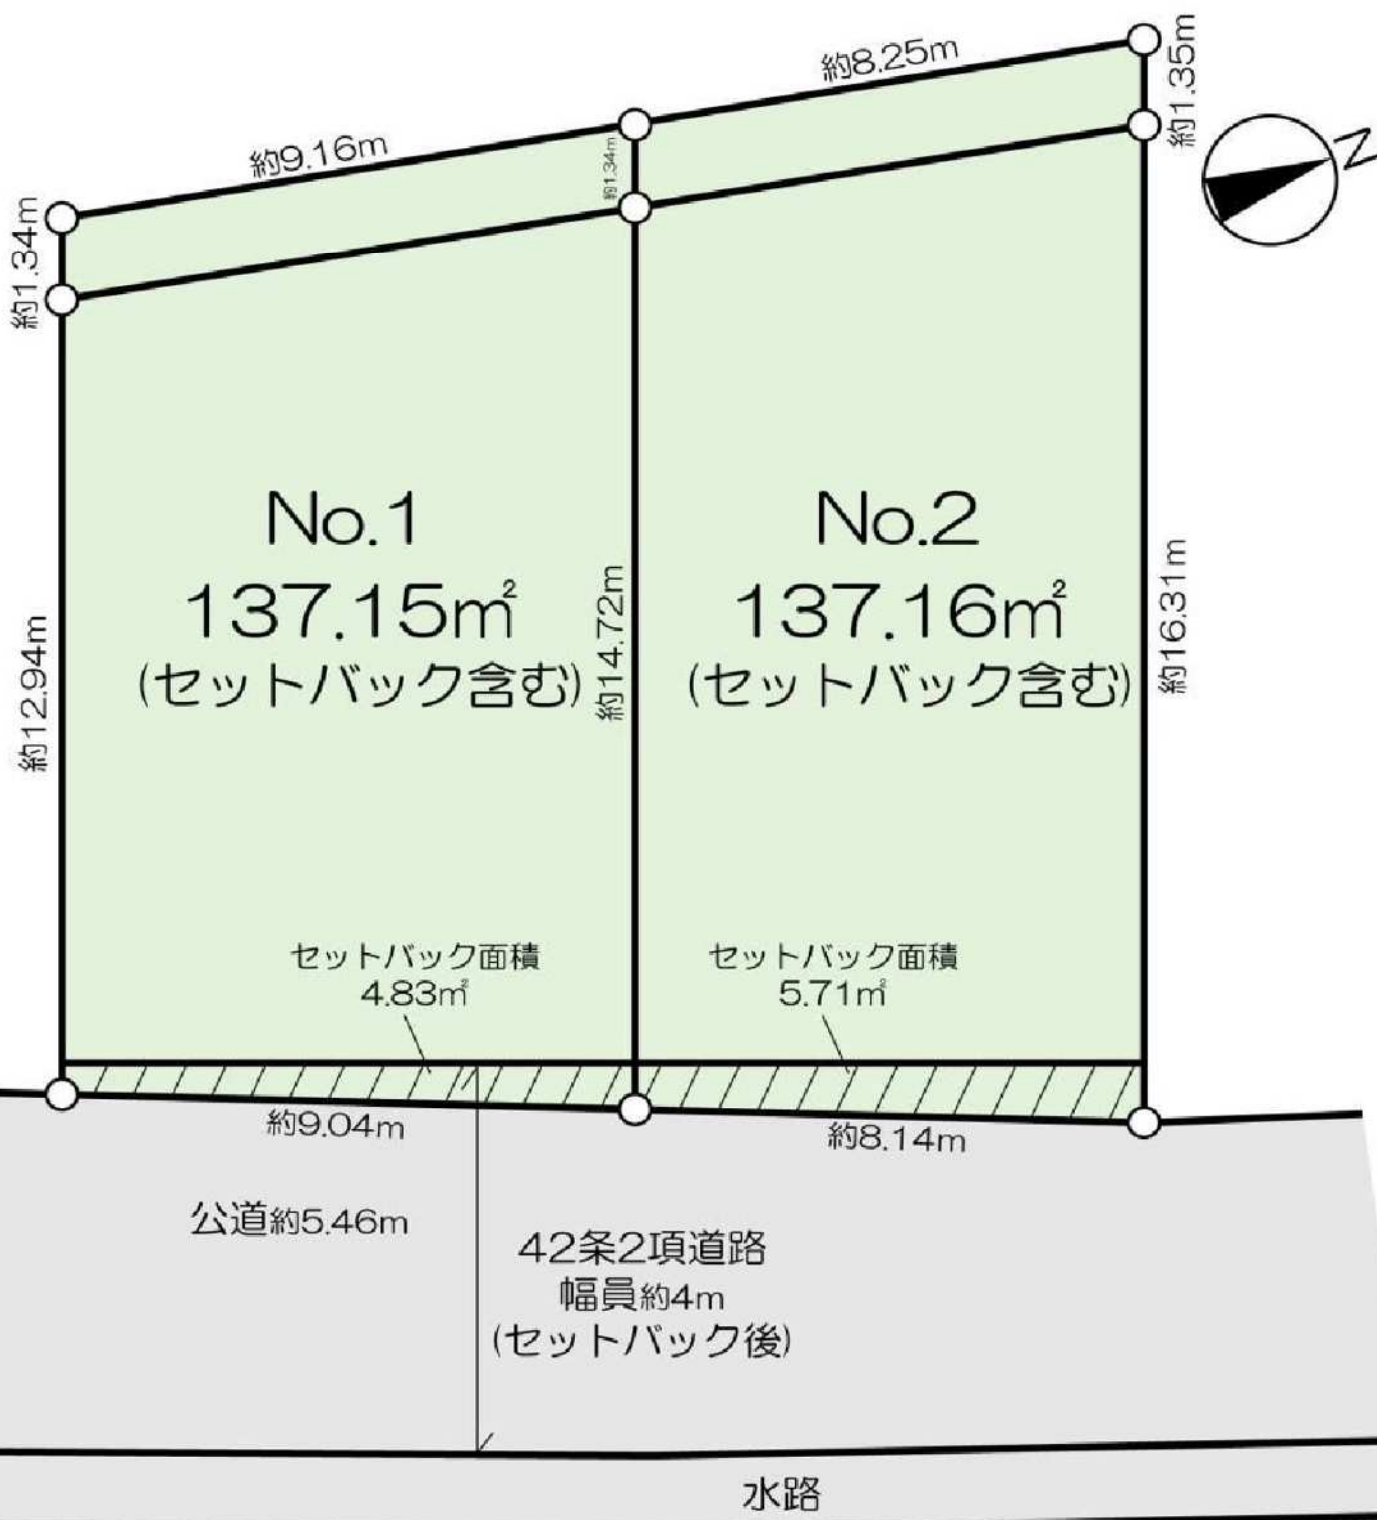 約8.25m
約1.35m
約9.16m
約1.34m
約1.34m
N
No.1
137.15㎡
(セットバック含む)
No.2
137.16㎡
(セットバック含む)
約12.94m
約14.72m
約16.31m
セットバック面積
4.83㎡
セットバック面積
5.71㎡
約9.04m
約8.14m
公道約5.46m
42条2項道路
幅員約4m
(セットバック後)
水路